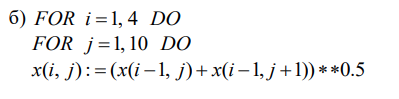 б) FOR i=1, 4 DO
FOR j=1, 10 DO
x(i, j):=(x(i−1, j)+x(i−1, j+1))**0.5